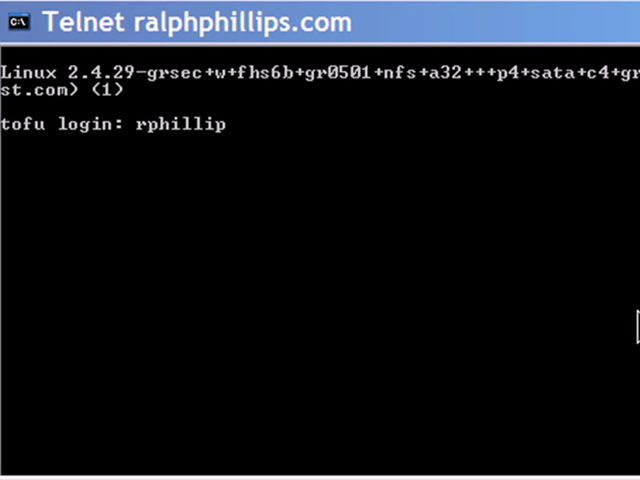 C:\
Telnet ralphphillips.com
Linux 2.4.29-grsec+w+fhs6b+gr0501+nfs+a32+++p4+sata+c4+gr
st.com) (1)
tofu login: rphillip